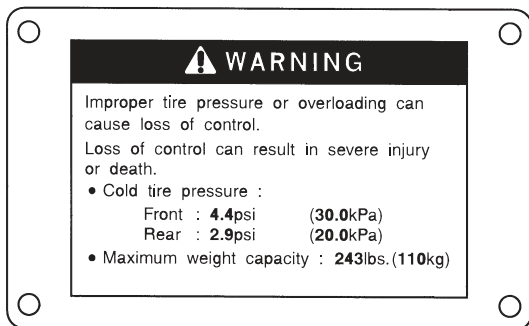 WARNING
Improper tire pressure or overloading can
cause loss of control.
Loss of control can result in severe injury
or death.
• Cold tire pressure :
Front : 4.4psi (30.0kPa)
Rear : 2.9psi (20.0kPa)
• Maximum weight capacity : 243lbs.(110kg)